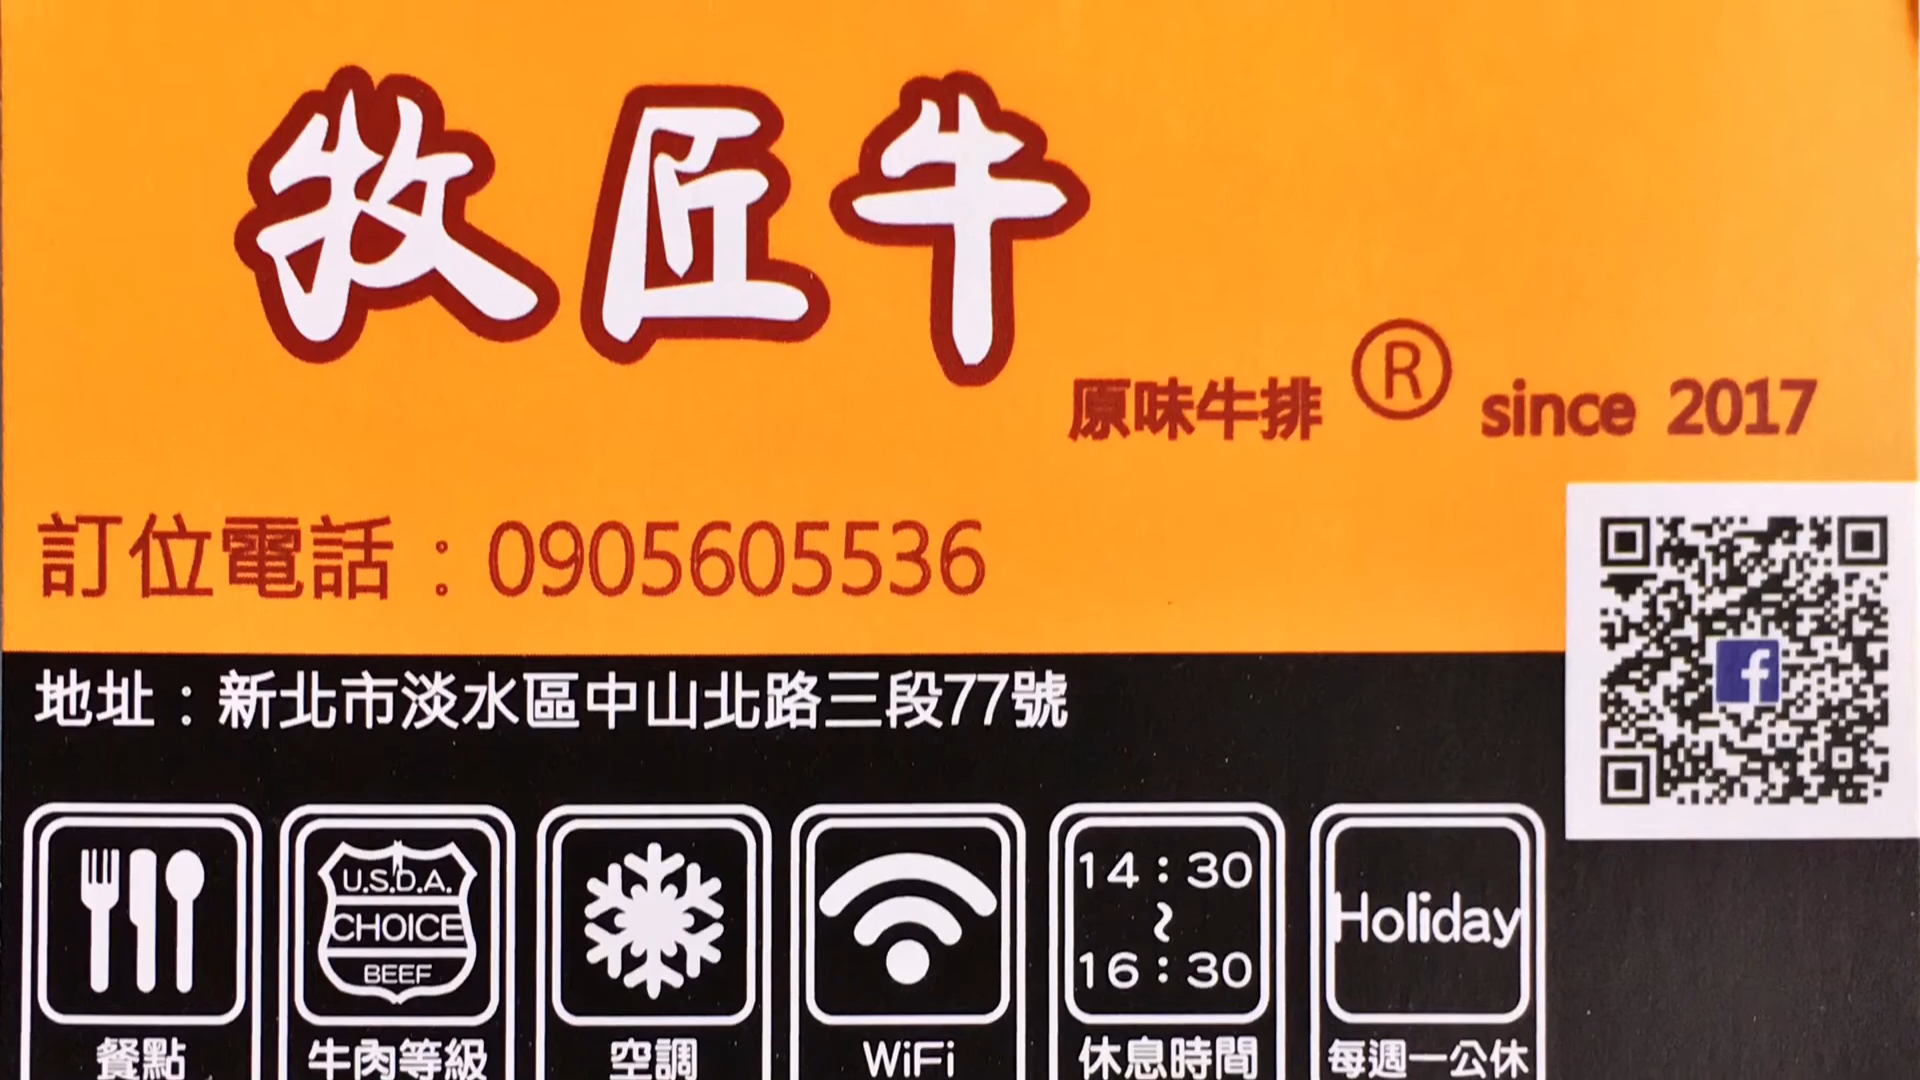 牧匠牛
原味牛排 ® since 2017
訂位電話：0905605536
地址：新北市淡水區中山北路三段77號
U.S.D.A.
CHOICE
BEEF
14：30
~
16：30
Holiday
餐點
牛肉等級
空調
WiFi
休息時間
每週一公休